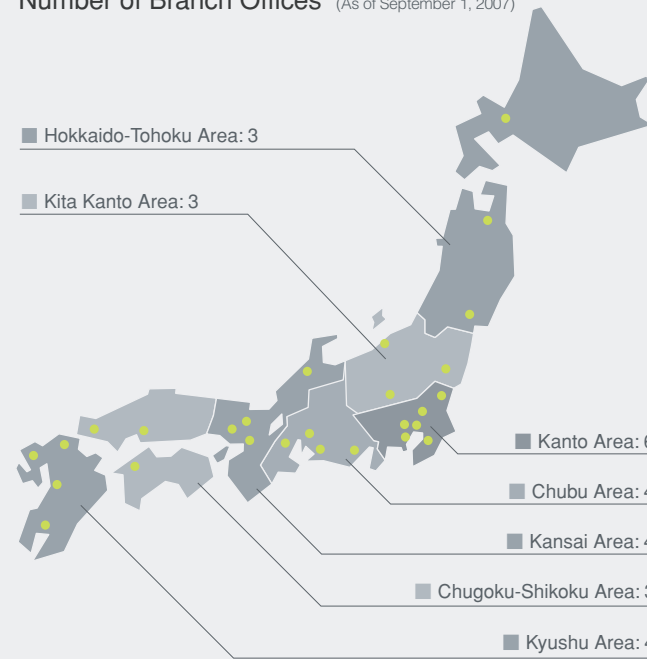 Number of Branch Offices (As of September 1, 2007)
Hokkaido-Tohoku Area: 3
Kita Kanto Area: 3
Kanto Area: 6
Chubu Area: 4
Kansai Area: 4
Chugoku-Shikoku Area: 3
Kyushu Area: 4